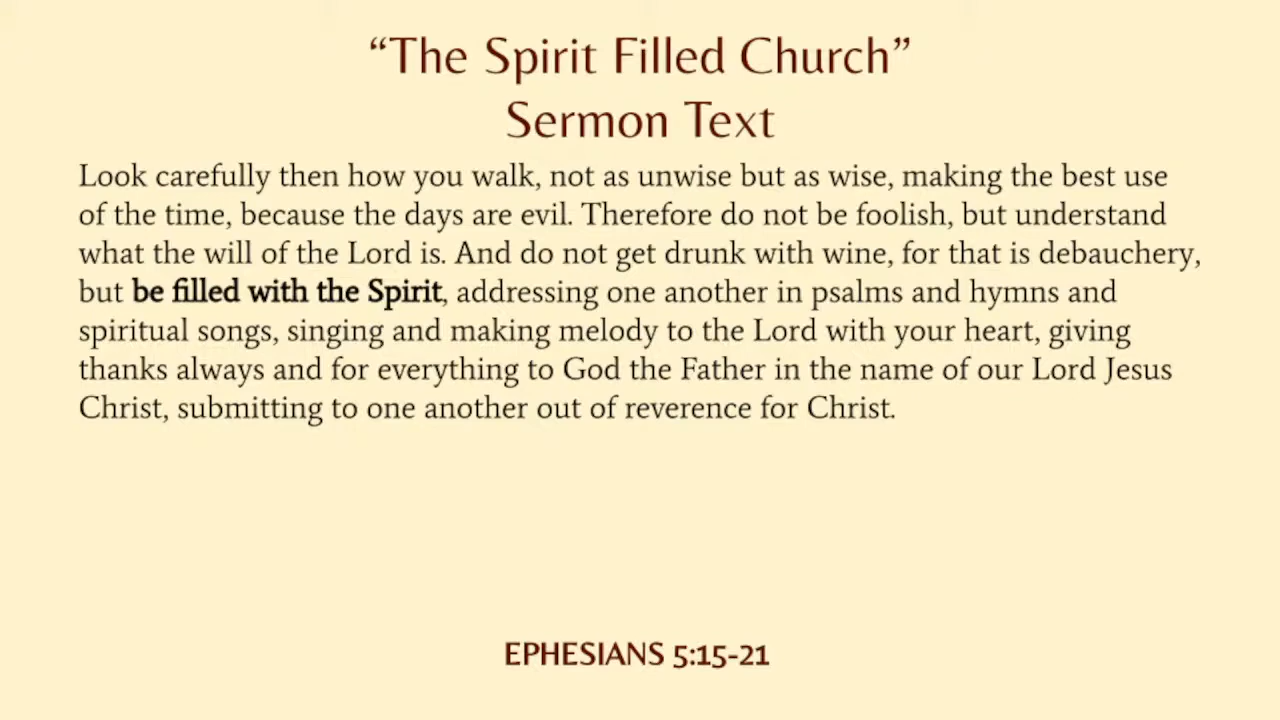 “The Spirit Filled Church”
Sermon Text
Look carefully then how you walk, not as unwise but as wise, making the best use
of the time, because the days are evil. Therefore do not be foolish, but understand
what the will of the Lord is. And do not get drunk with wine, for that is debauchery,
but be filled with the Spirit, addressing one another in psalms and hymns and
spiritual songs, singing and making melody to the Lord with your heart, giving
thanks always and for everything to God the Father in the name of our Lord Jesus
Christ, submitting to one another out of reverence for Christ.
EPHESIANS 5:15-21